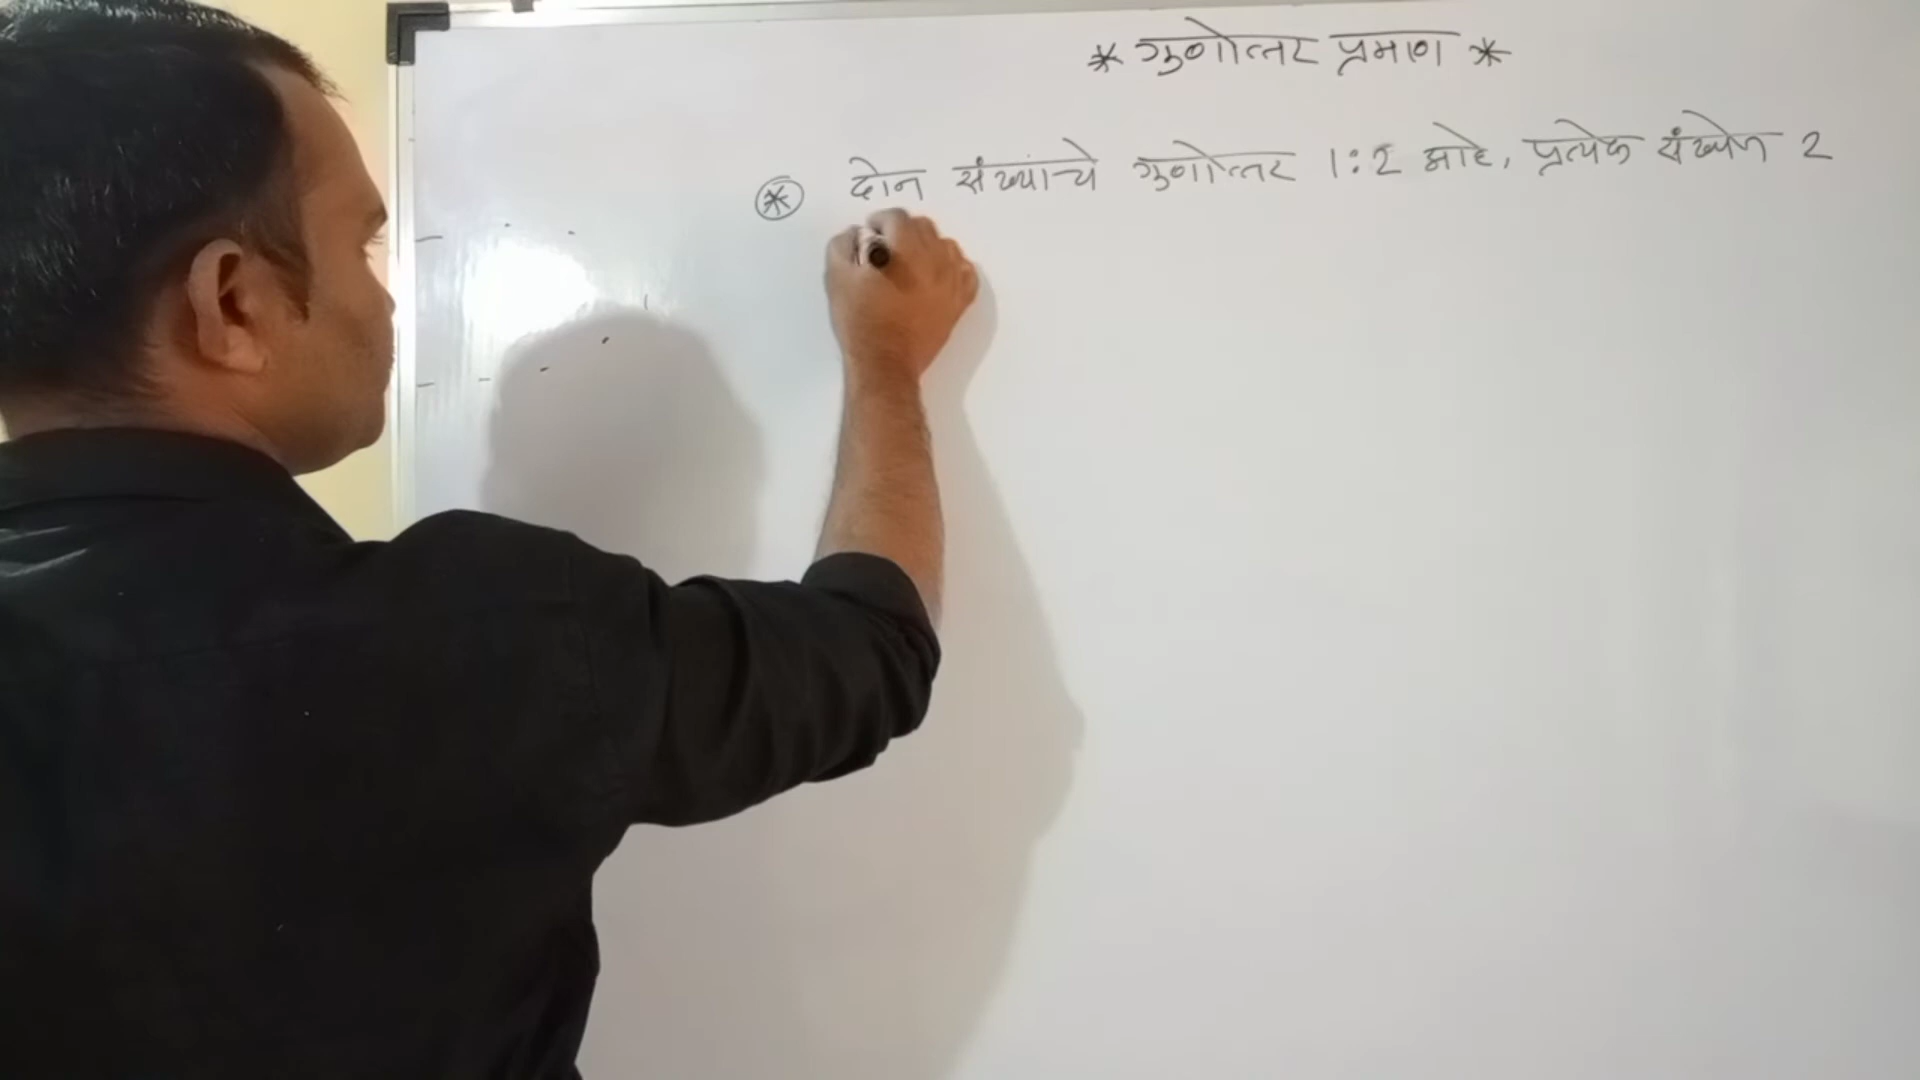 * गुणोत्तर प्रमाण *
* दोन संख्यांचे गुणोत्तर 1:2 आहे, प्रत्येक संख्येत 2